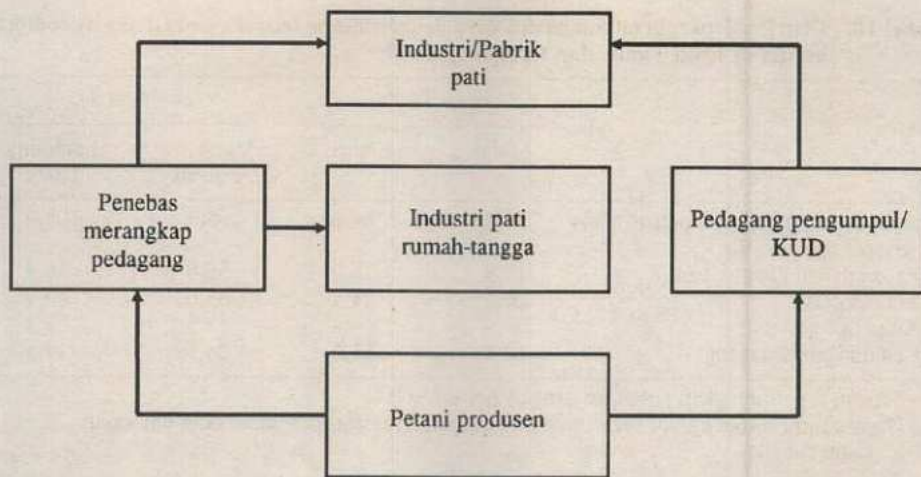 Industri/Pabrik
pati
Penebas
merangkap
pedagang
Industri pati
rumah-tangga
Pedagang pengumpul/
KUD
Petani produsen